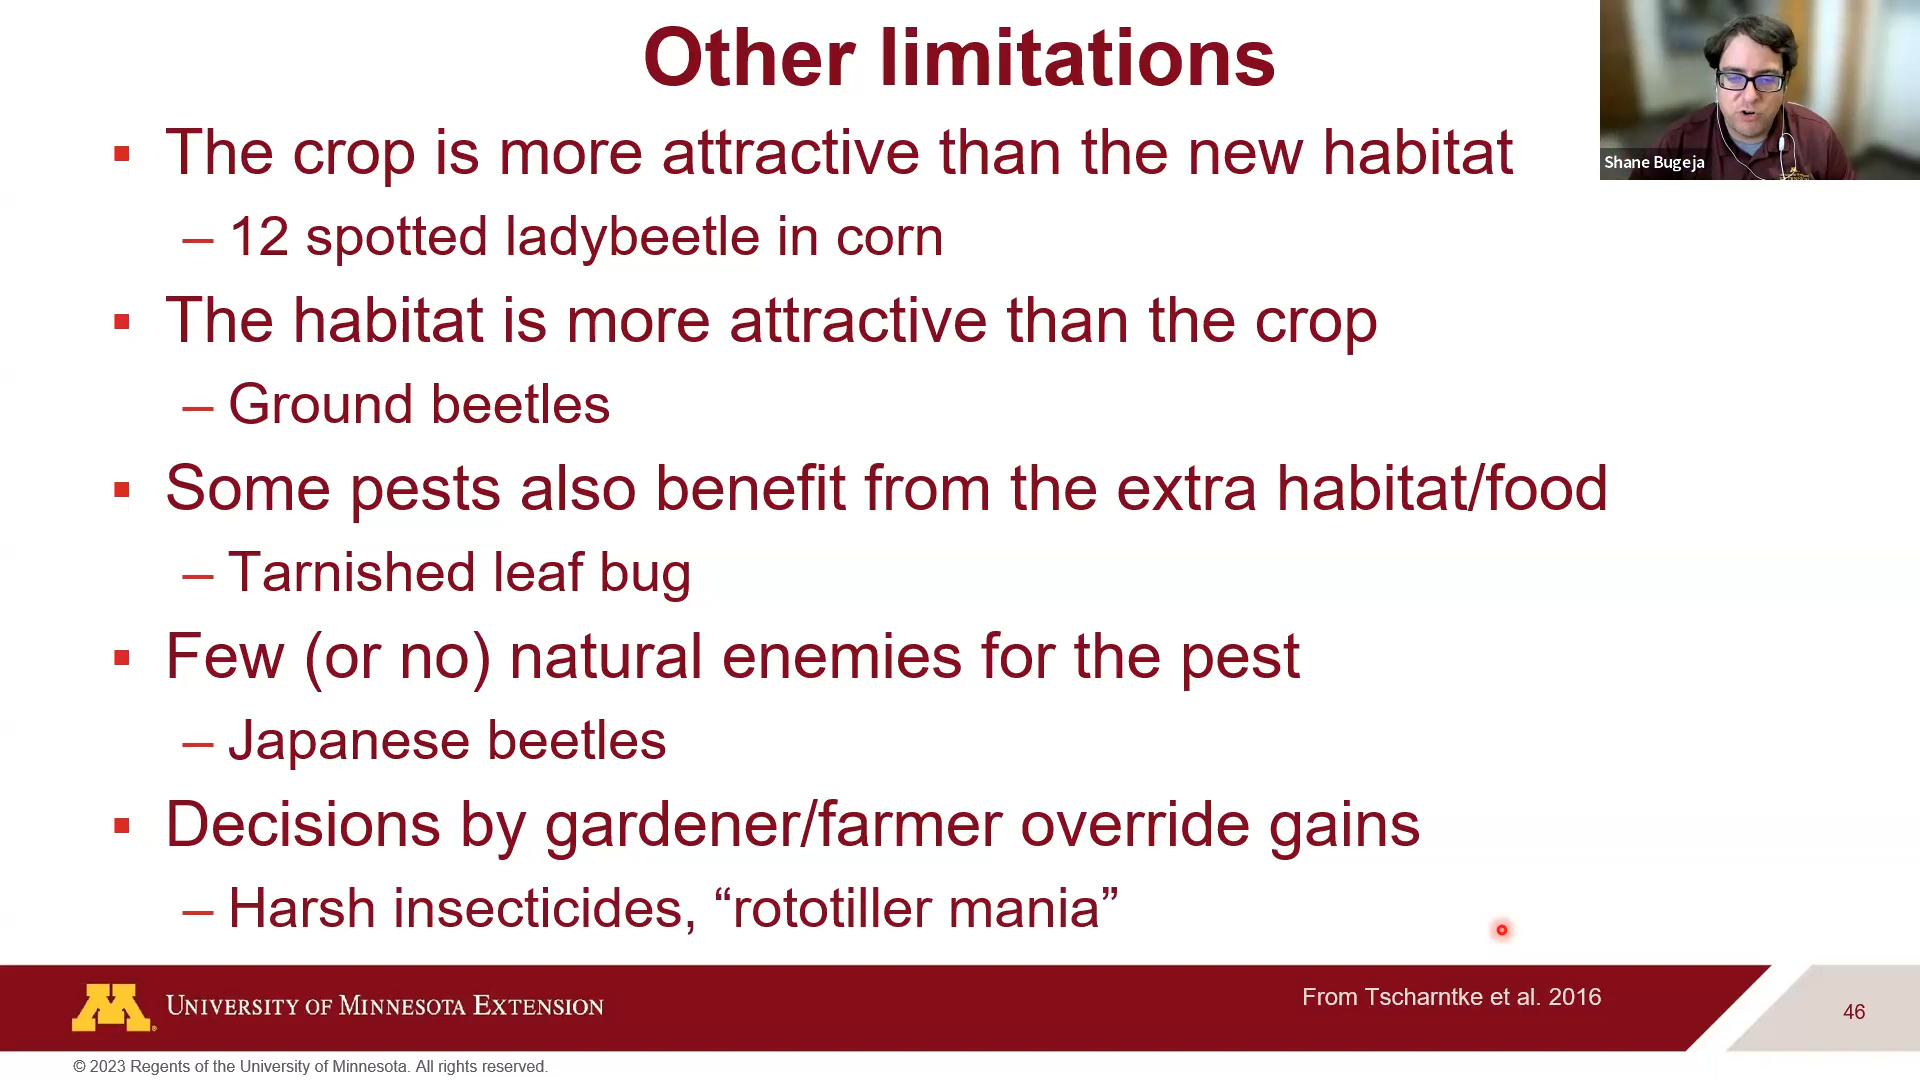 Other limitations
Shane Bugeja
▪ The crop is more attractive than the new habitat
– 12 spotted ladybeetle in corn
▪ The habitat is more attractive than the crop
– Ground beetles
▪ Some pests also benefit from the extra habitat/food
– Tarnished leaf bug
▪ Few (or no) natural enemies for the pest
– Japanese beetles
▪ Decisions by gardener/farmer override gains
– Harsh insecticides, “rototiller mania”
M® UNIVERSITY OF MINNESOTA EXTENSION
From Tscharntke et al. 2016
46
© 2023 Regents of the University of Minnesota. All rights reserved.